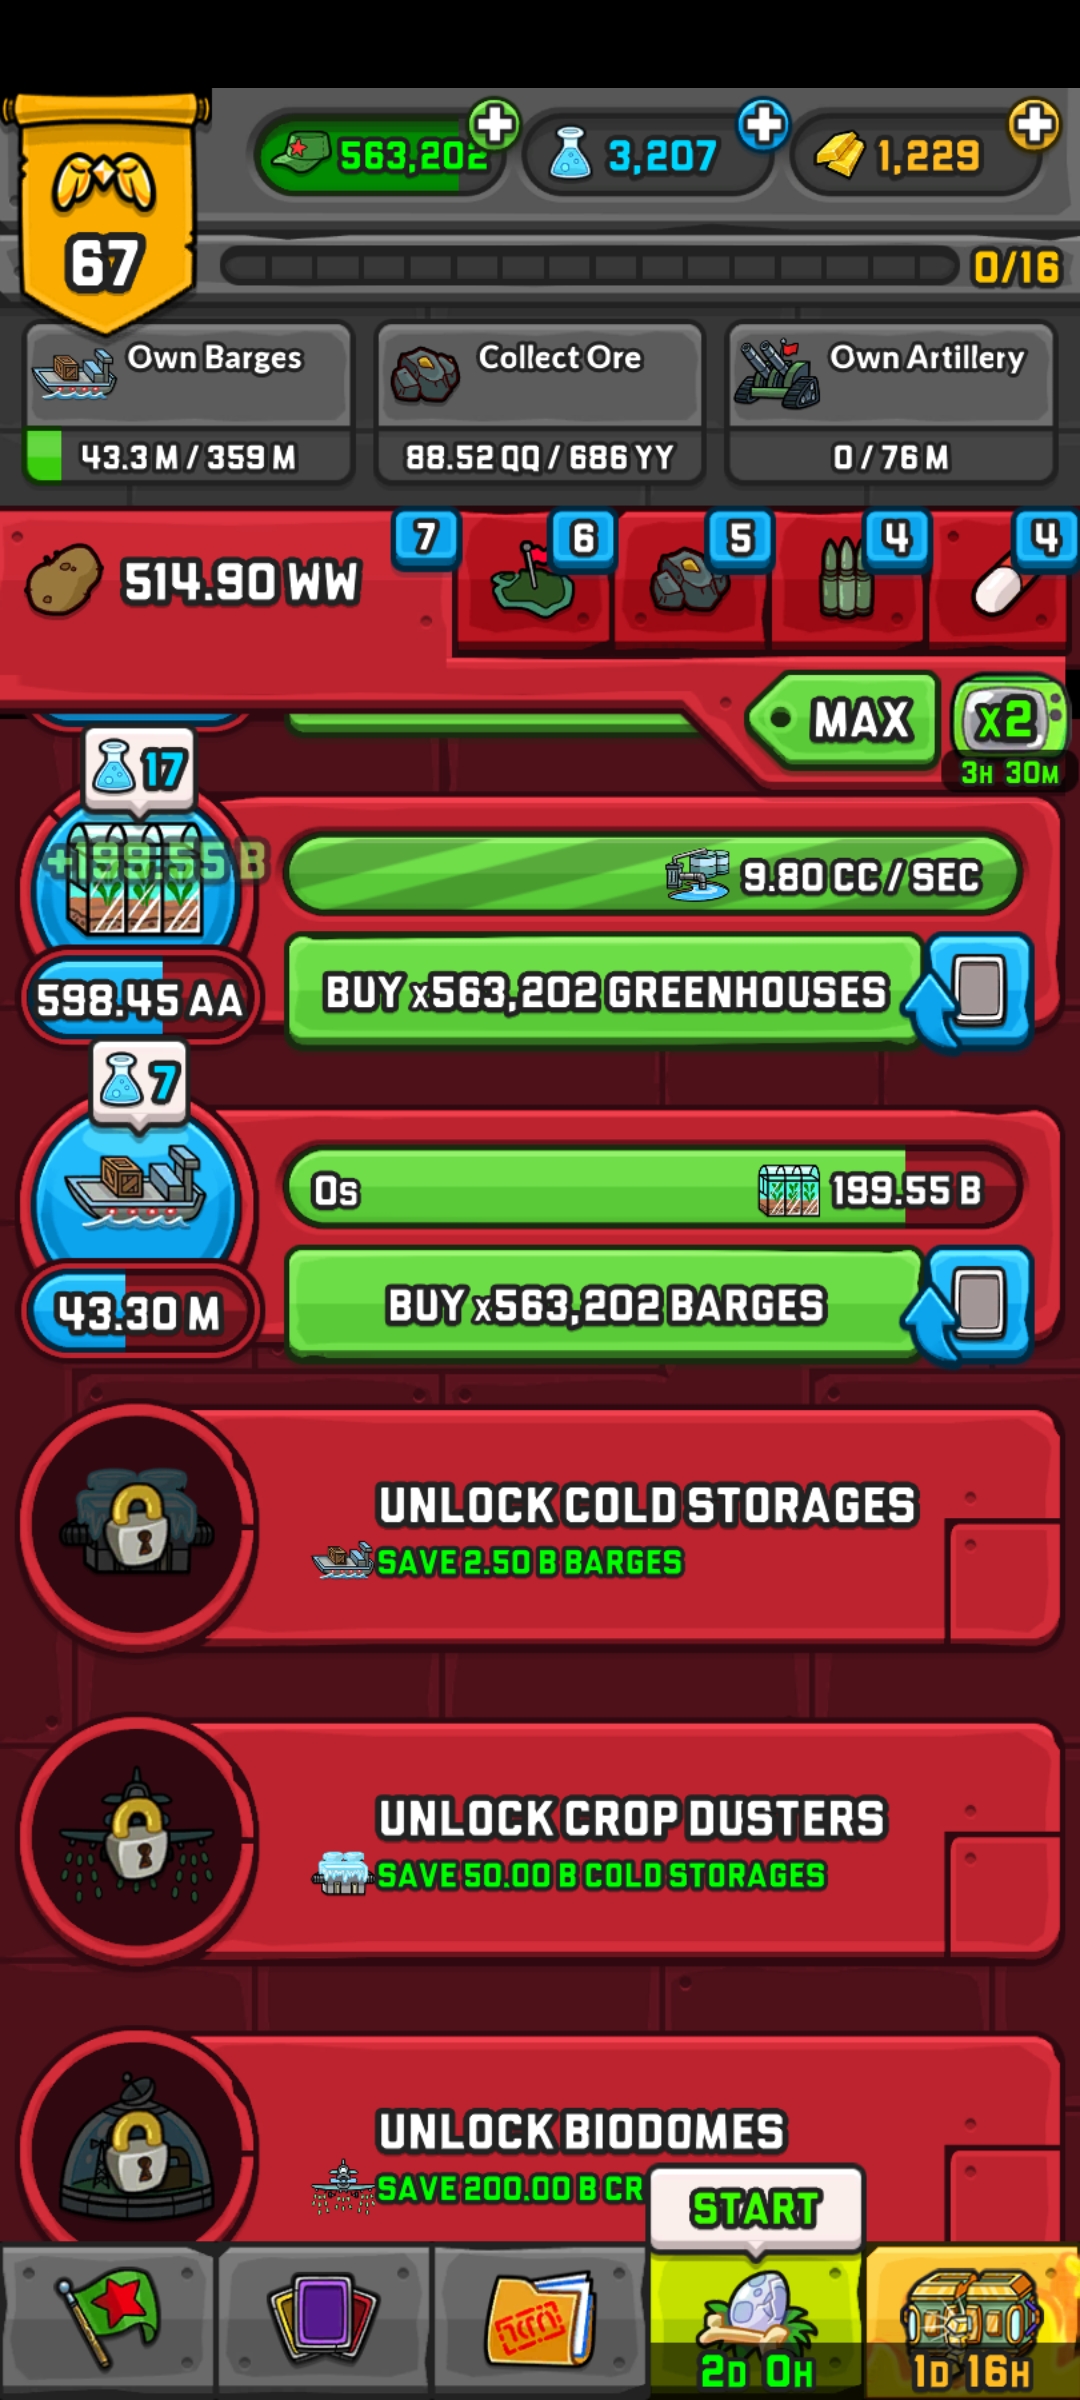 563,202
3,207
1,229
67
0/16
Own Barges
43.3 M / 359 M
Collect Ore
88.52 QQ / 686 YY
Own Artillery
0 / 76 M
514.90 WW
7
6
5
4
4
MAX
x2
3H 30M
17
+199.55 B
9.80 CC / SEC
598.45 AA
BUY x563,202 GREENHOUSES
7
0s
199.55 B
43.30 M
BUY x563,202 BARGES
UNLOCK COLD STORAGES
SAVE 2.50 B BARGES
UNLOCK CROP DUSTERS
SAVE 50.00 B COLD STORAGES
UNLOCK BIODOMES
SAVE 200.00 B CR
START
2D 0H
1D 16H